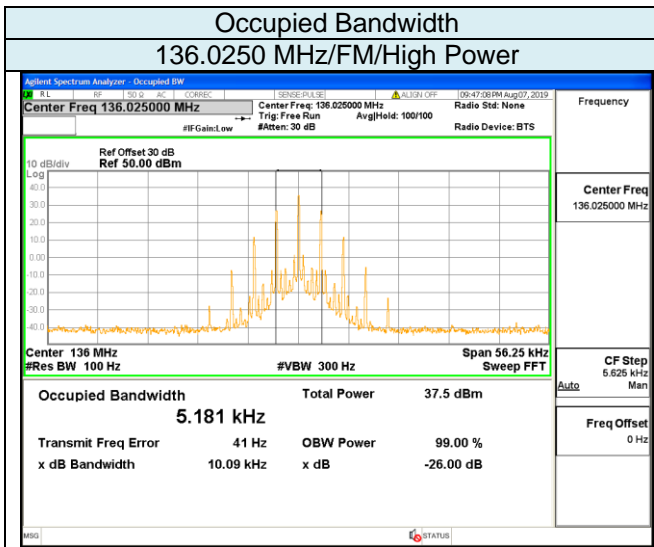 Occupied Bandwidth
136.0250 MHz/FM/High Power
Agilent Spectrum Analyzer - Occupied BW
RL RF 50 Ω AC CORREC SENSE:PULSE ALIGN OFF 09:47:08 PM Aug 07, 2019
Center Freq 136.025000 MHz
Center Freq: 136.025000 MHz Radio Std: None
Trig: Free Run Avg|Hold: 100/100
#IFGain:Low #Atten: 30 dB Radio Device: BTS
Ref Offset 30 dB
10 dB/div Ref 50.00 dBm
Log
40.0
30.0
20.0
10.0
0.00
-10.0
-20.0
-30.0
-40.0
Center 136 MHz Span 56.25 kHz
#Res BW 100 Hz #VBW 300 Hz Sweep FFT
Occupied Bandwidth Total Power 37.5 dBm
5.181 kHz
Transmit Freq Error 41 Hz OBW Power 99.00 %
x dB Bandwidth 10.09 kHz x dB -26.00 dB
MSG STATUS
Frequency
Center Freq
136.025000 MHz
CF Step
5.625 kHz
Auto Man
Freq Offset
0 Hz